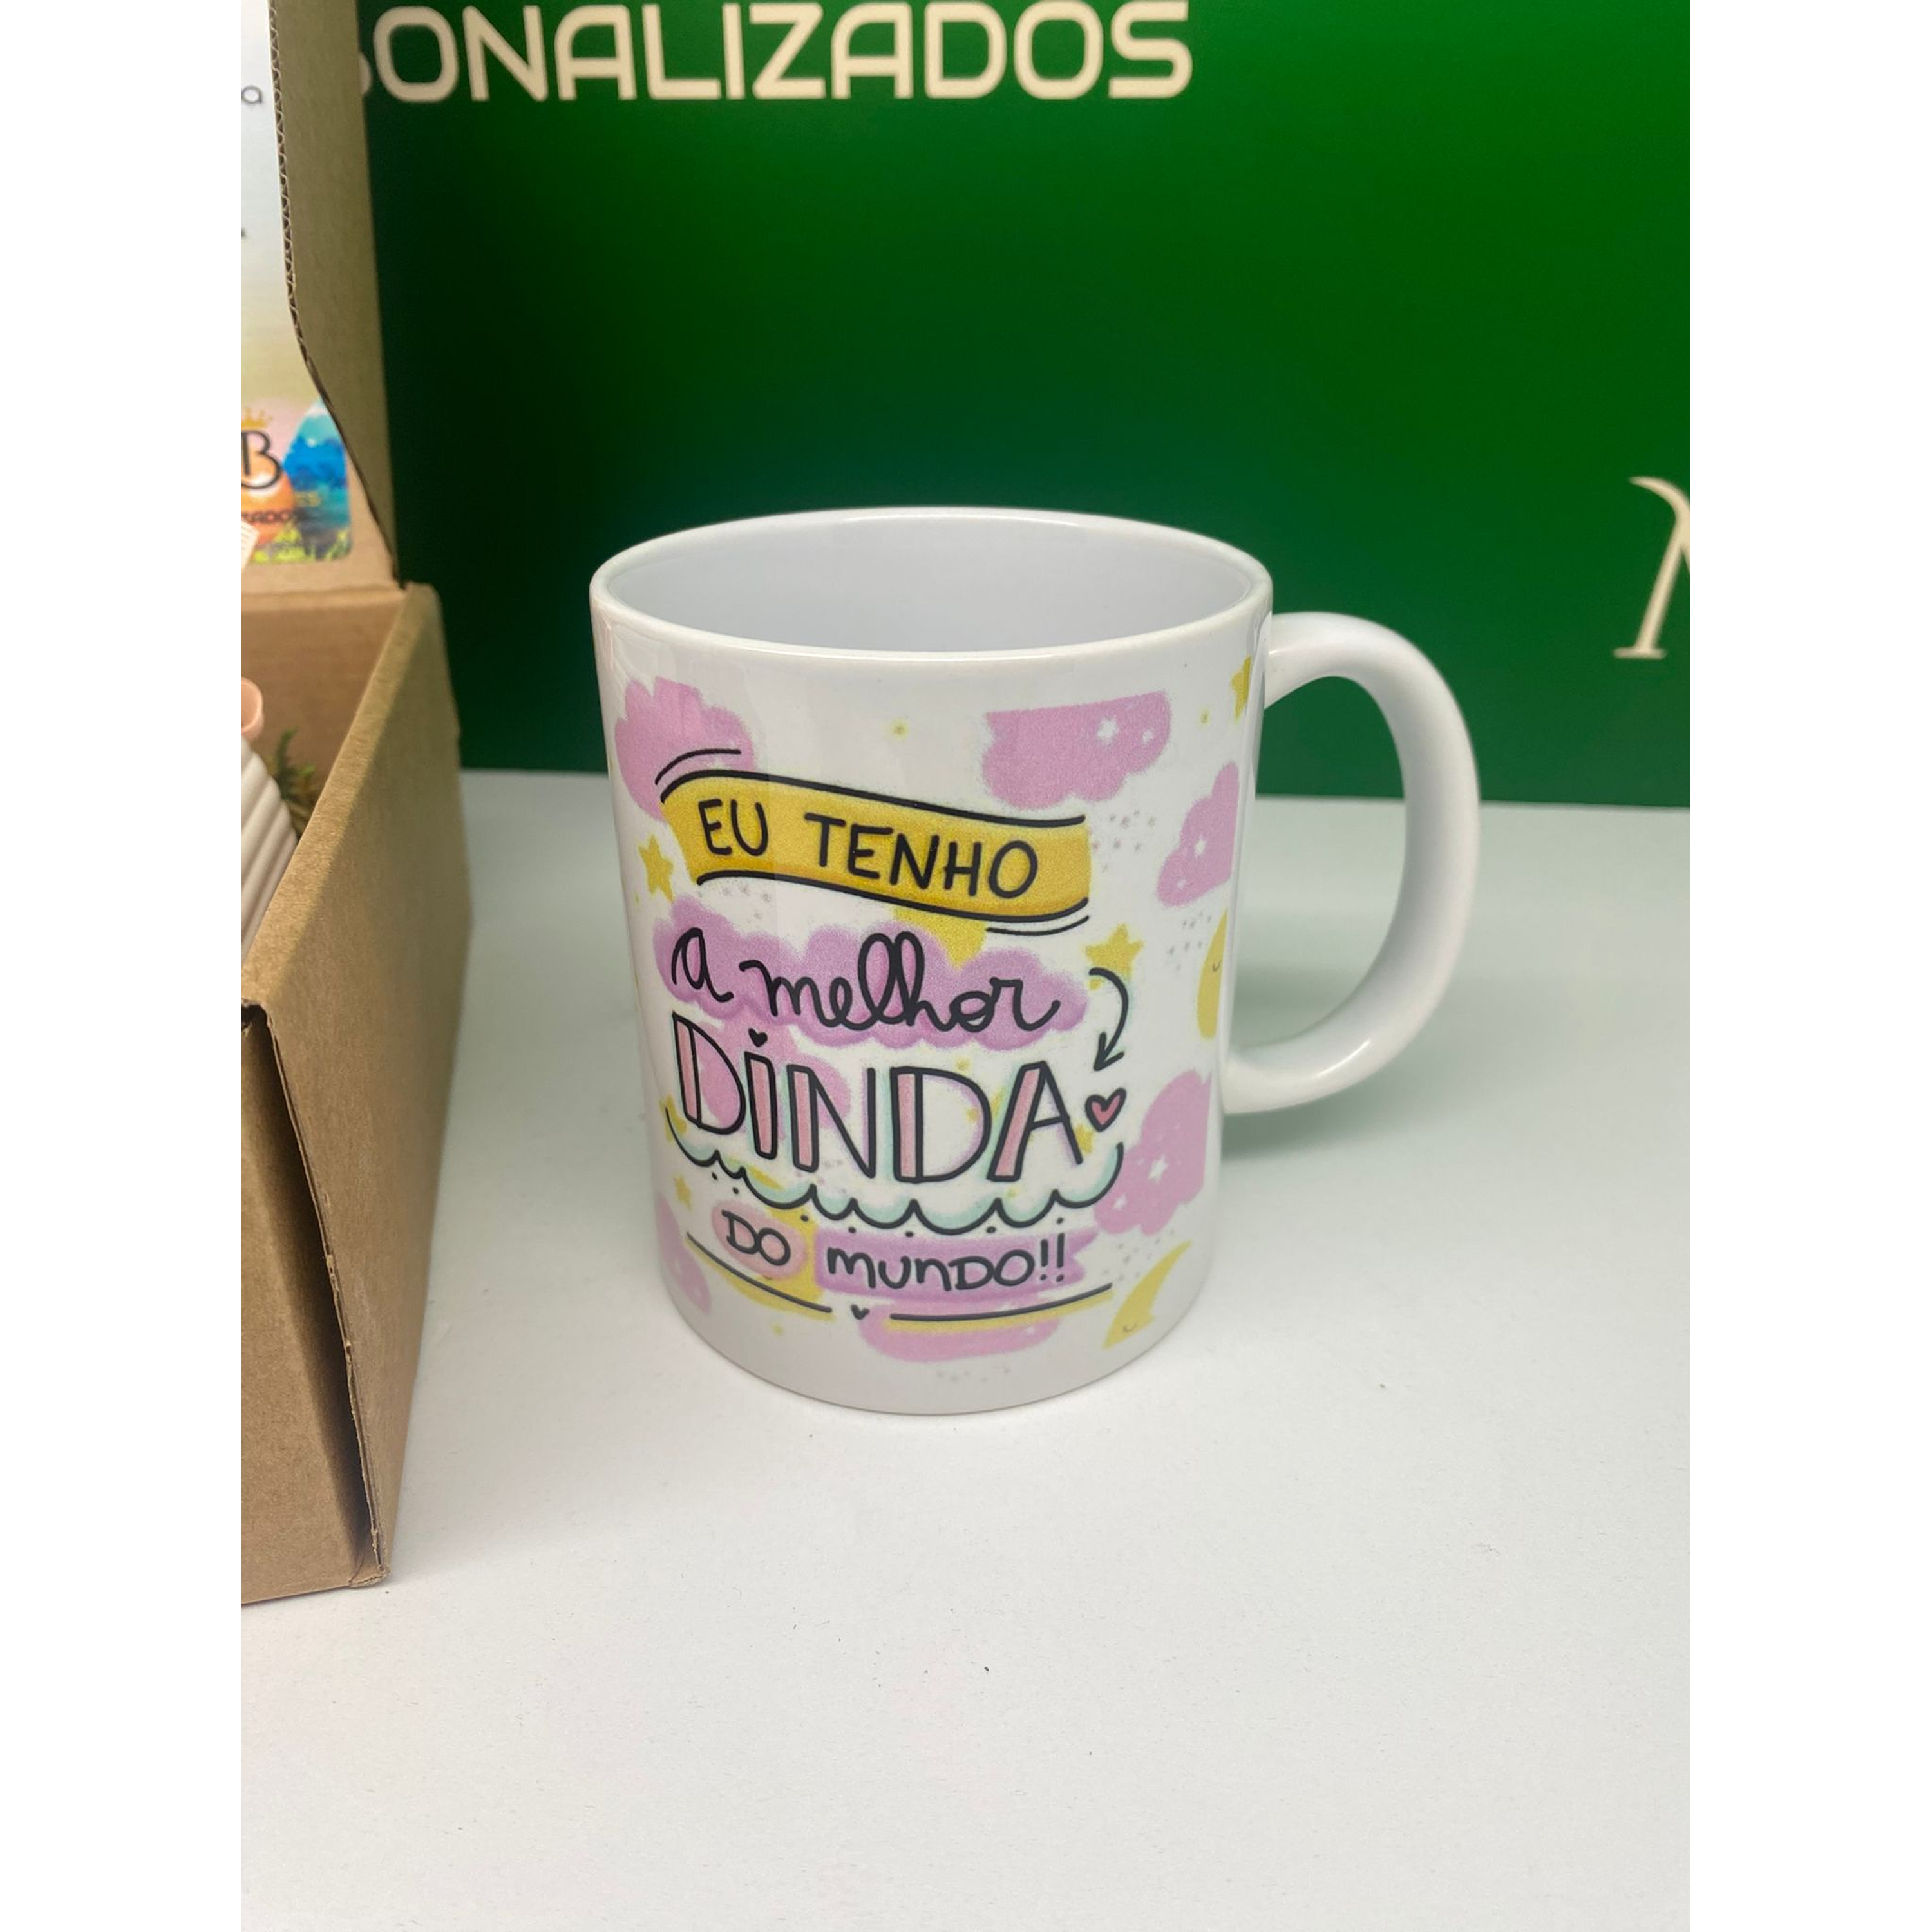 SONALIZADOS
a
B
EU TENHO
a melhor
DINDA
DO MUNDO!!